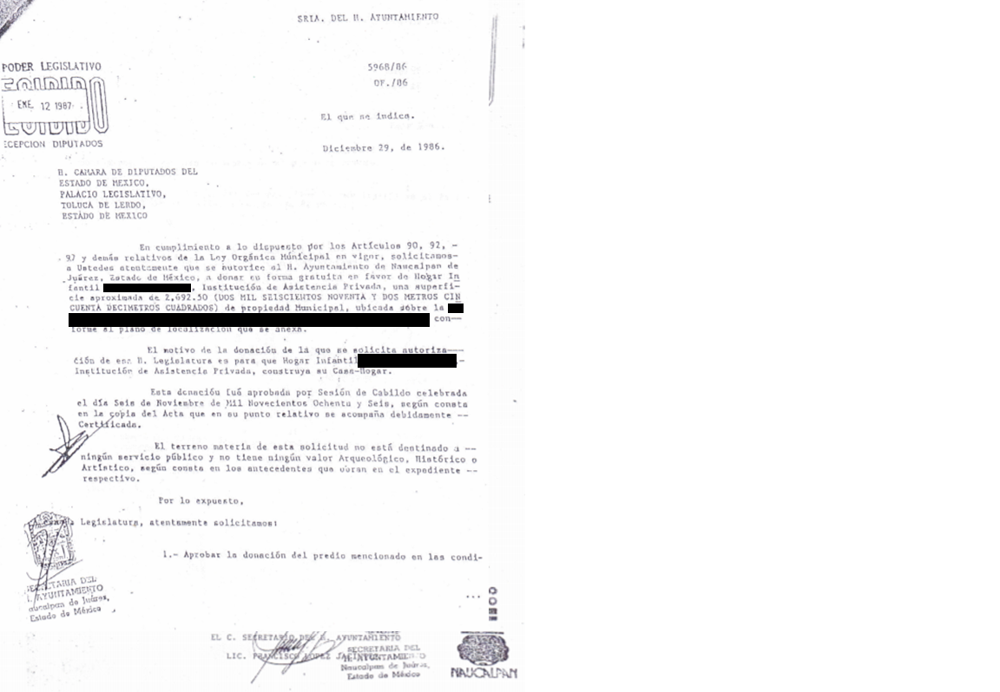 SRIA. DEL H. AYUNTAMIENTO
PODER LEGISLATIVO
5968/86
OF./86
ENE. 12 1987
El que se indica.
ECEPCION DIPUTADOS
Diciembre 29, de 1986.
H. CAMARA DE DIPUTADOS DEL
ESTADO DE MEXICO,
PALACIO LEGISLATIVO,
TOLUCA DE LERDO,
ESTADO DE MEXICO
En cumplimiento a lo dispuesto por los Artículos 90, 92, -
97 y demás relativos de la Ley Orgánica Múnicipal en vigor, solicitamos-
a Ustedes atentamente que se autorice al H. Ayuntamiento de Naucalpan de
Juárez, Estado de México, a donar en forma gratuita en favor de Hogar In
fantil , Institución de Asistencia Privada, una superfi-
cie aproximada de 2,692.50 (DOS MIL SEISCIENTOS NOVENTA Y DOS METROS CIN
CUENTA DECIMETROS CUADRADOS) de propiedad Municipal, ubicada sobre la
con--
forme al plano de localización que se anexa.
El motivo de la donación de la que se solicita autoriza--
ción de esa H. Legislatura es para que Hogar Infantil -
Institución de Asistencia Privada, construya su Casa-Hogar.
Esta donación fué aprobada por Sesión de Cabildo celebrada
el día Seis de Noviembre de Mil Novecientos Ochenta y Seis, según consta
en la copia del Acta que en su punto relativo se acompaña debidamente --
Certificada.
El terreno materia de esta solicitud no está destinado a --
ningún servicio público y no tiene ningún valor Arqueológico, Histórico o
Artístico, según consta en los antecedentes que obran en el expediente --
respectivo.
Por lo expuesto,
Legislatura, atentamente solicitamos:
1.- Aprobar la donación del predio mencionado en las condi-
...
SECRETARIA DEL
H. AYUNTAMIENTO
Naucalpan de Juárez,
Estado de México
EL C. SECRETARIO DEL H. AYUNTAMIENTO
LIC. FRANCISCO LOPEZ
SECRETARIA DEL
H. AYUNTAMIENTO
Naucalpan de Juárez,
Estado de México
NAUCALPAN